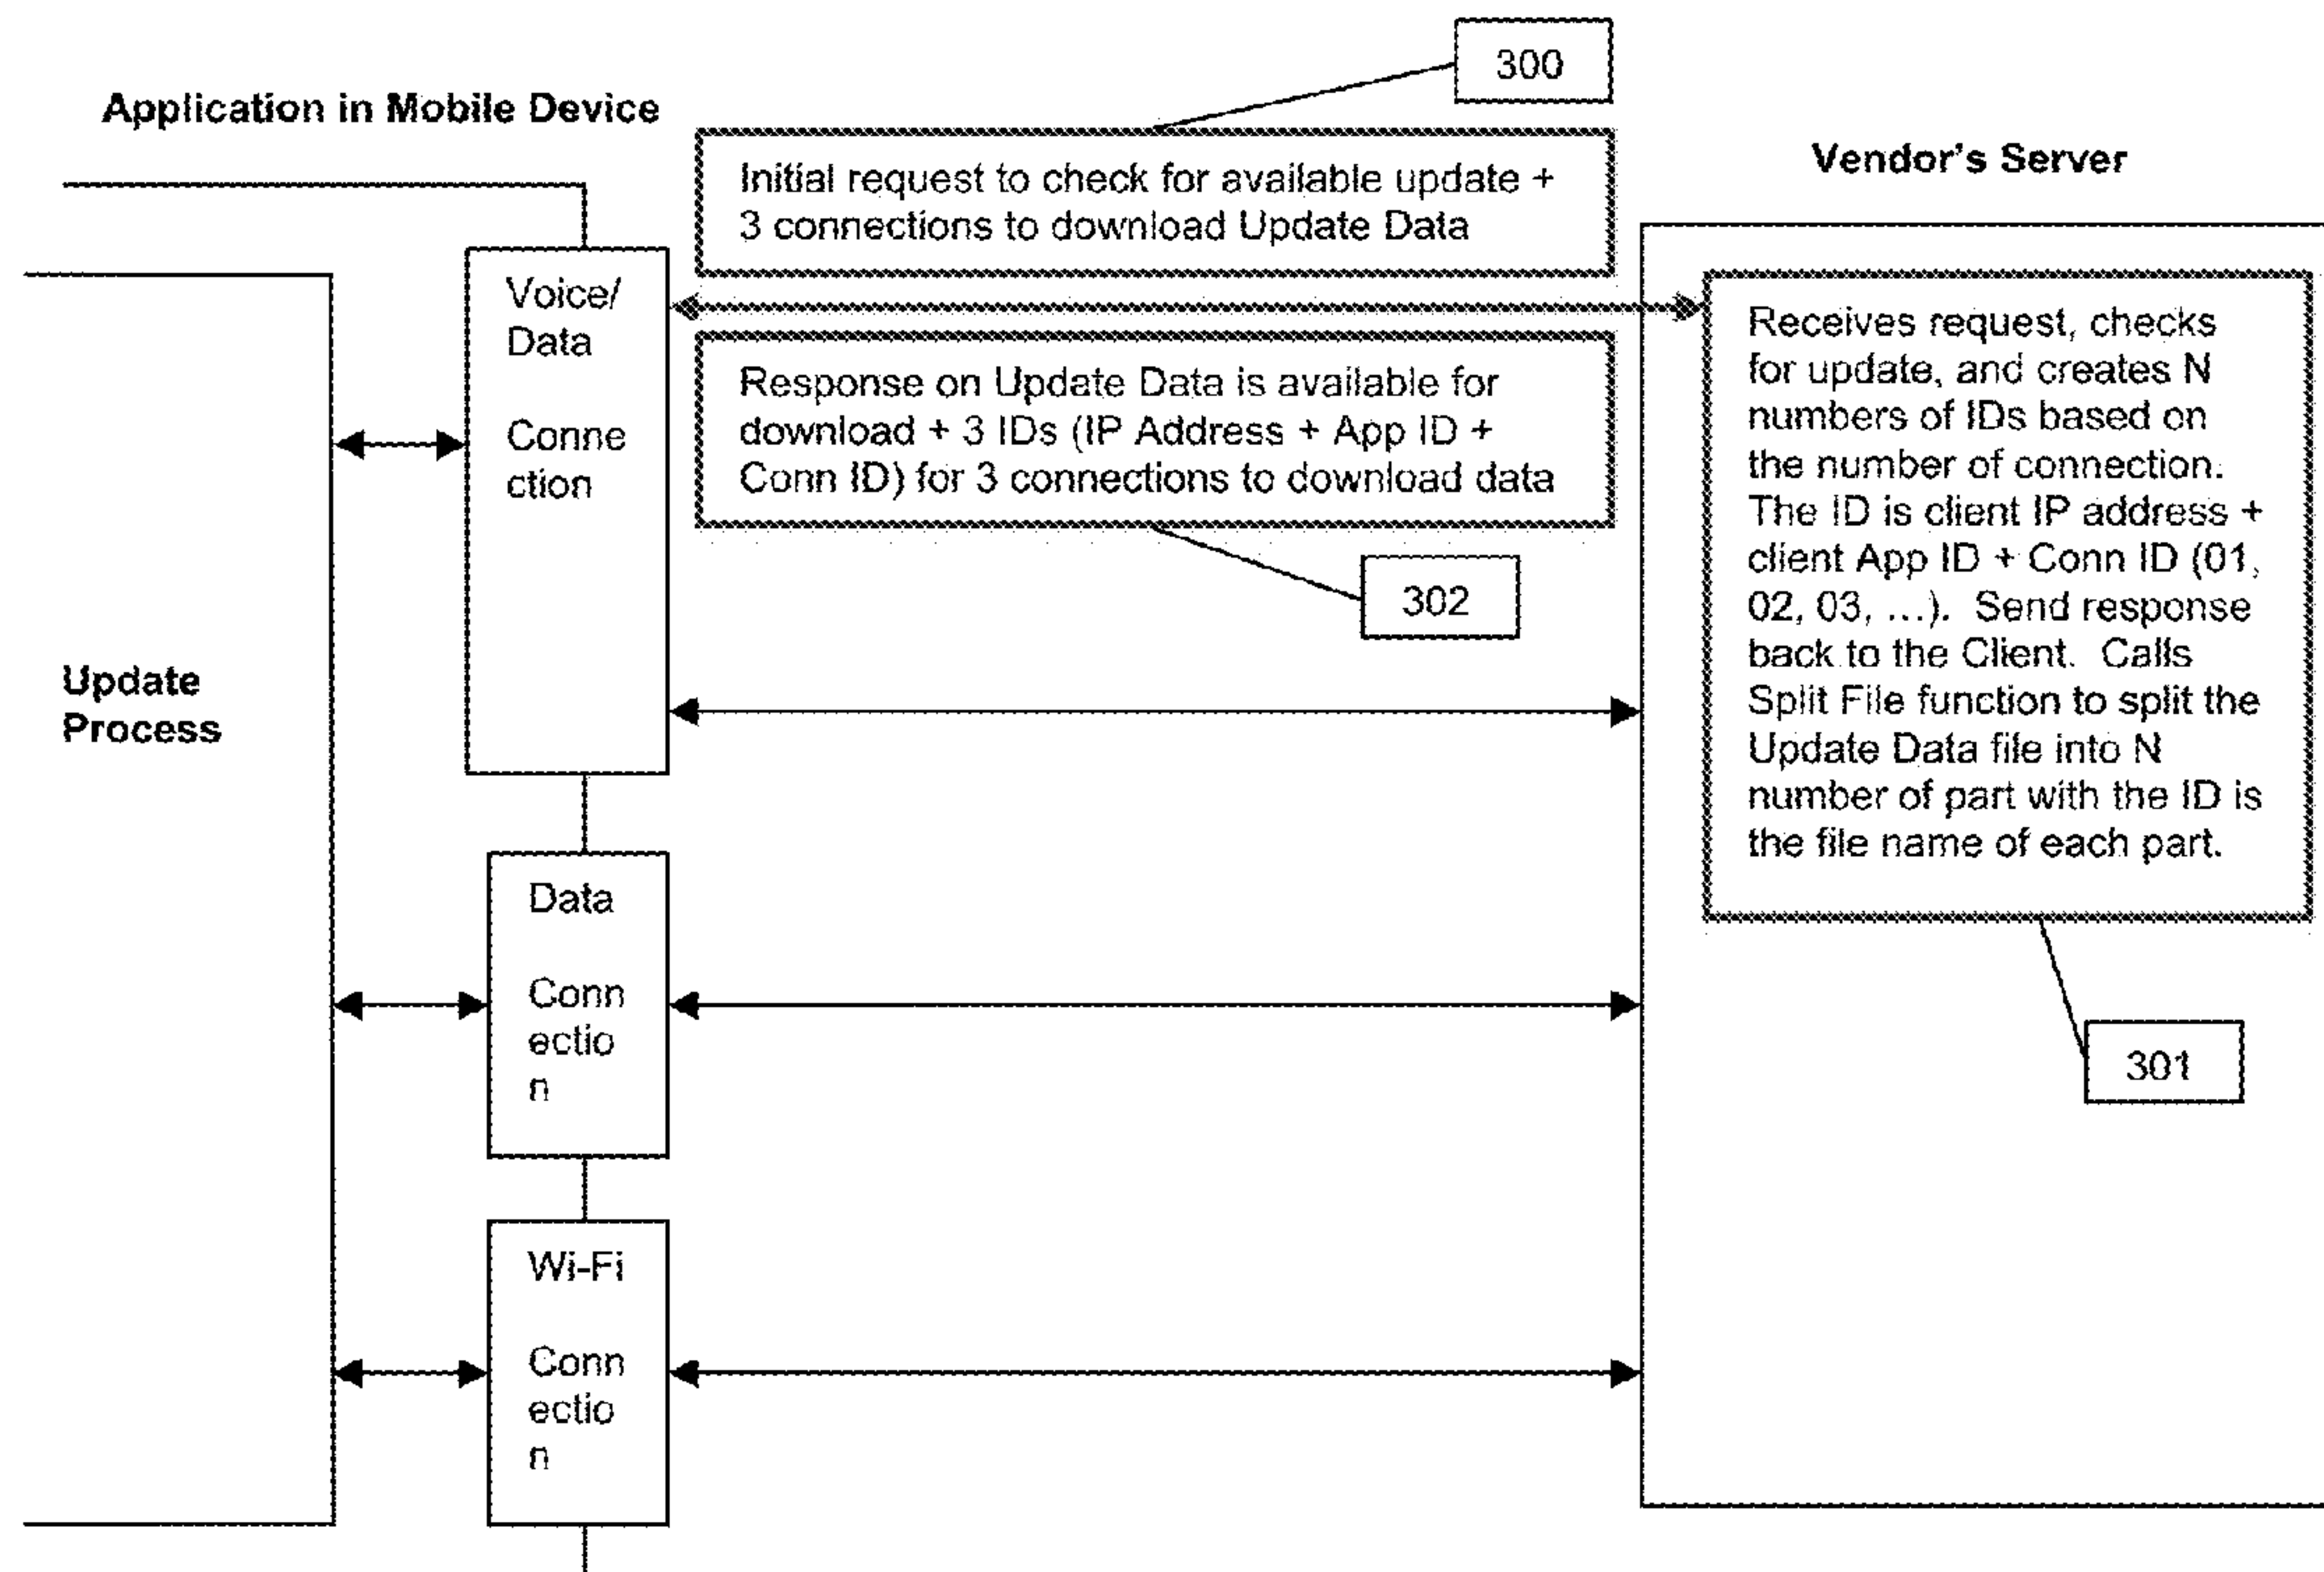 300
Application in Mobile Device
Initial request to check for available update +
3 connections to download Update Data
Vendor's Server
Voice/
Data
Conne
ction
Response on Update Data is available for
download + 3 IDs (IP Address + App ID +
Conn ID) for 3 connections to download data
302
Receives request, checks
for update, and creates N
numbers of IDs based on
the number of connection.
The ID is client IP address +
client App ID + Conn ID (01,
02, 03, ...).  Send response
back to the Client.  Calls
Split File function to split the
Update Data file into N
number of part with the ID is
the file name of each part.
301
Update
Process
Data
Conn
ectio
n
Wi-Fi
Conn
ectio
n